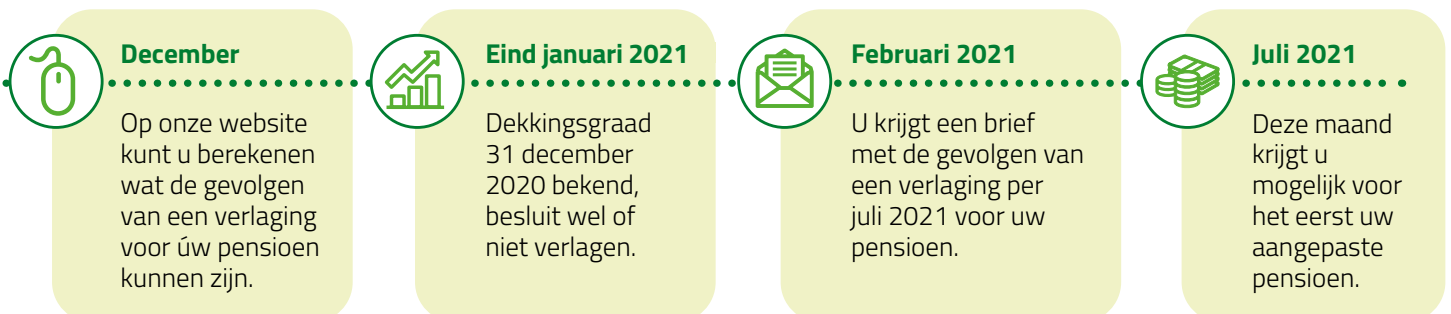 December
Op onze website
kunt u berekenen
wat de gevolgen
van een verlaging
voor úw pensioen
kunnen zijn.
Eind januari 2021
Dekkingsgraad
31 december
2020 bekend,
besluit wel of
niet verlagen.
Februari 2021
U krijgt een brief
met de gevolgen van
een verlaging per
juli 2021 voor uw
pensioen.
Juli 2021
Deze maand
krijgt u
mogelijk voor
het eerst uw
aangepaste
pensioen.